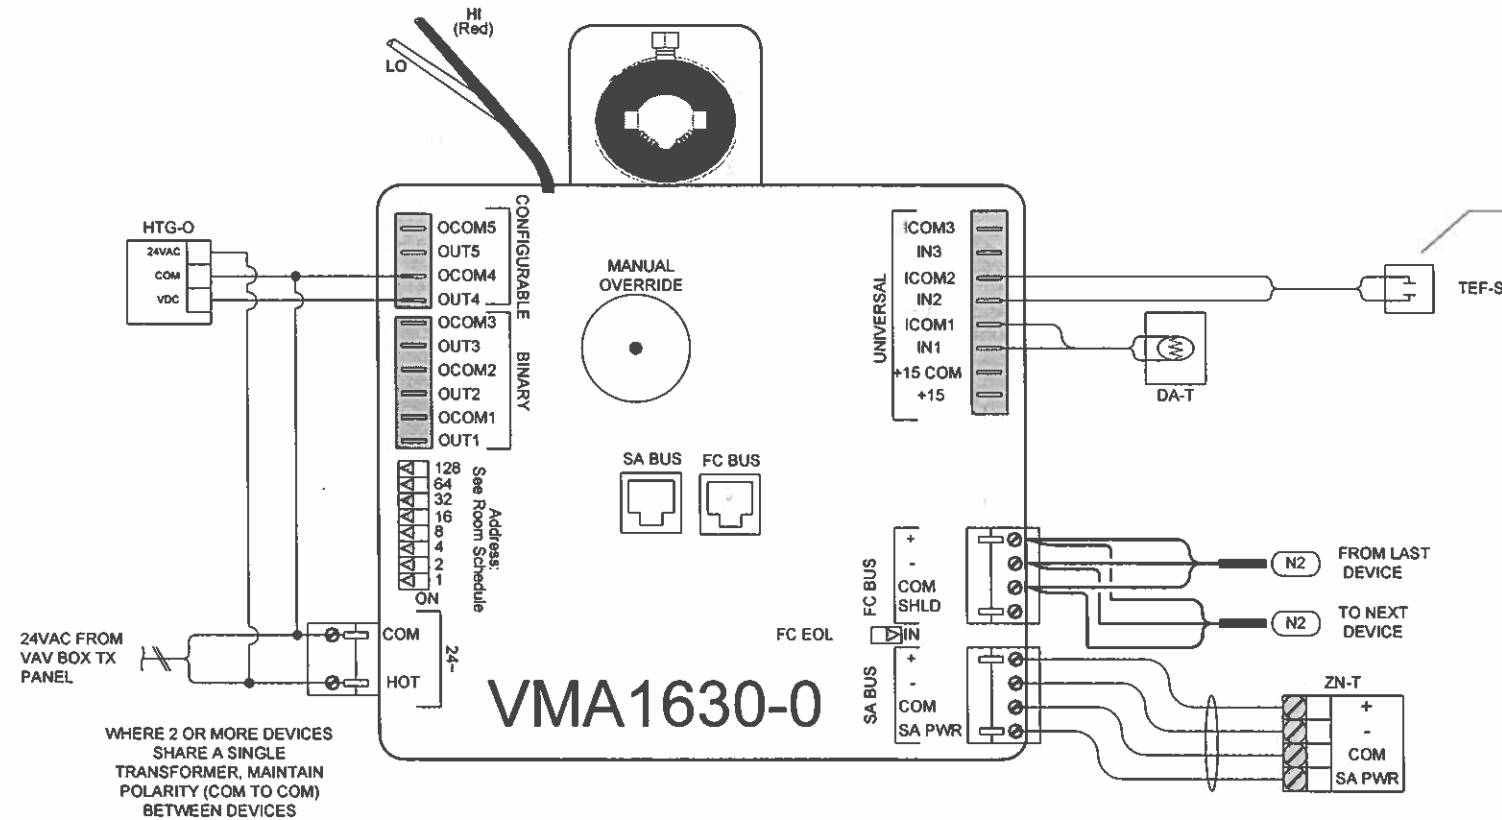 HI
(Red)
LO
HTG-O
24VAC
COM
VDC
OCOM5
OUT5
OCOM4
OUT4
CONFIGURABLE
OCOM3
OUT3
OCOM2
OUT2
OCOM1
OUT1
BINARY
128
64
32
16
8
4
2
1
ON
Address:
See Room Schedule
MANUAL
OVERRIDE
UNIVERSAL
ICOM3
IN3
ICOM2
IN2
ICOM1
IN1
+15 COM
+15
TEF-S
DA-T
SA BUS
FC BUS
FC BUS
+
-
COM
SHLD
FC EOL
IN
SA BUS
+
-
COM
SA PWR
N2
FROM LAST
DEVICE
N2
TO NEXT
DEVICE
ZN-T
+
-
COM
SA PWR
COM
HOT
24~
24VAC FROM
VAV BOX TX
PANEL
VMA1630-0
WHERE 2 OR MORE DEVICES
SHARE A SINGLE
TRANSFORMER, MAINTAIN
POLARITY (COM TO COM)
BETWEEN DEVICES